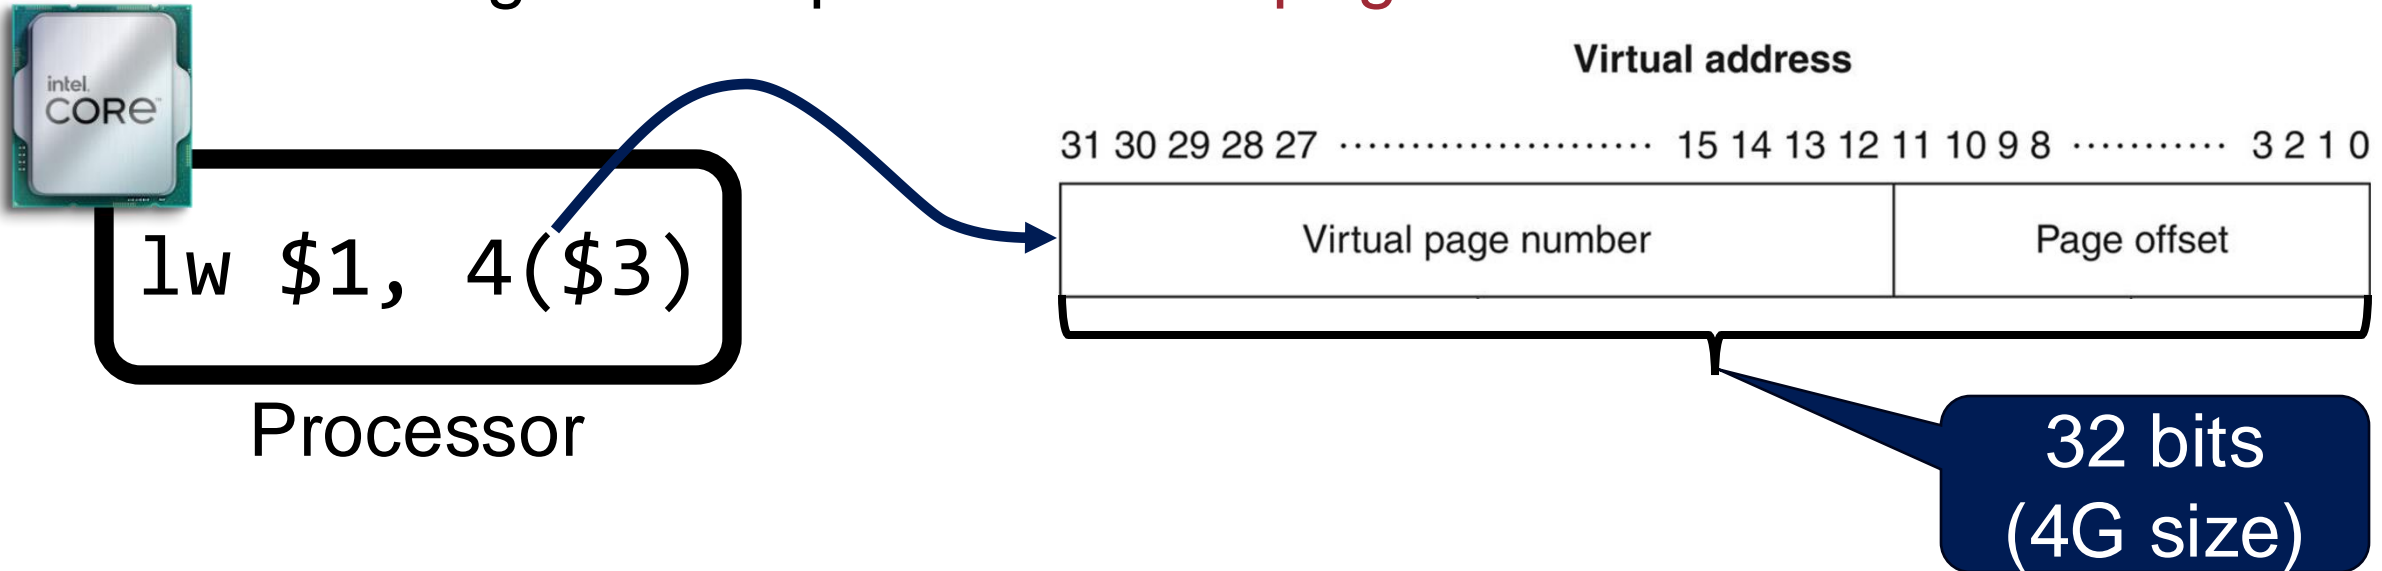 intel.
CORE™
lw $1, 4($3)
Processor
Virtual address
31 30 29 28 27 ······················ 15 14 13 12 11 10 9 8 ··········· 3 2 1 0
Virtual page number
Page offset
32 bits
(4G size)